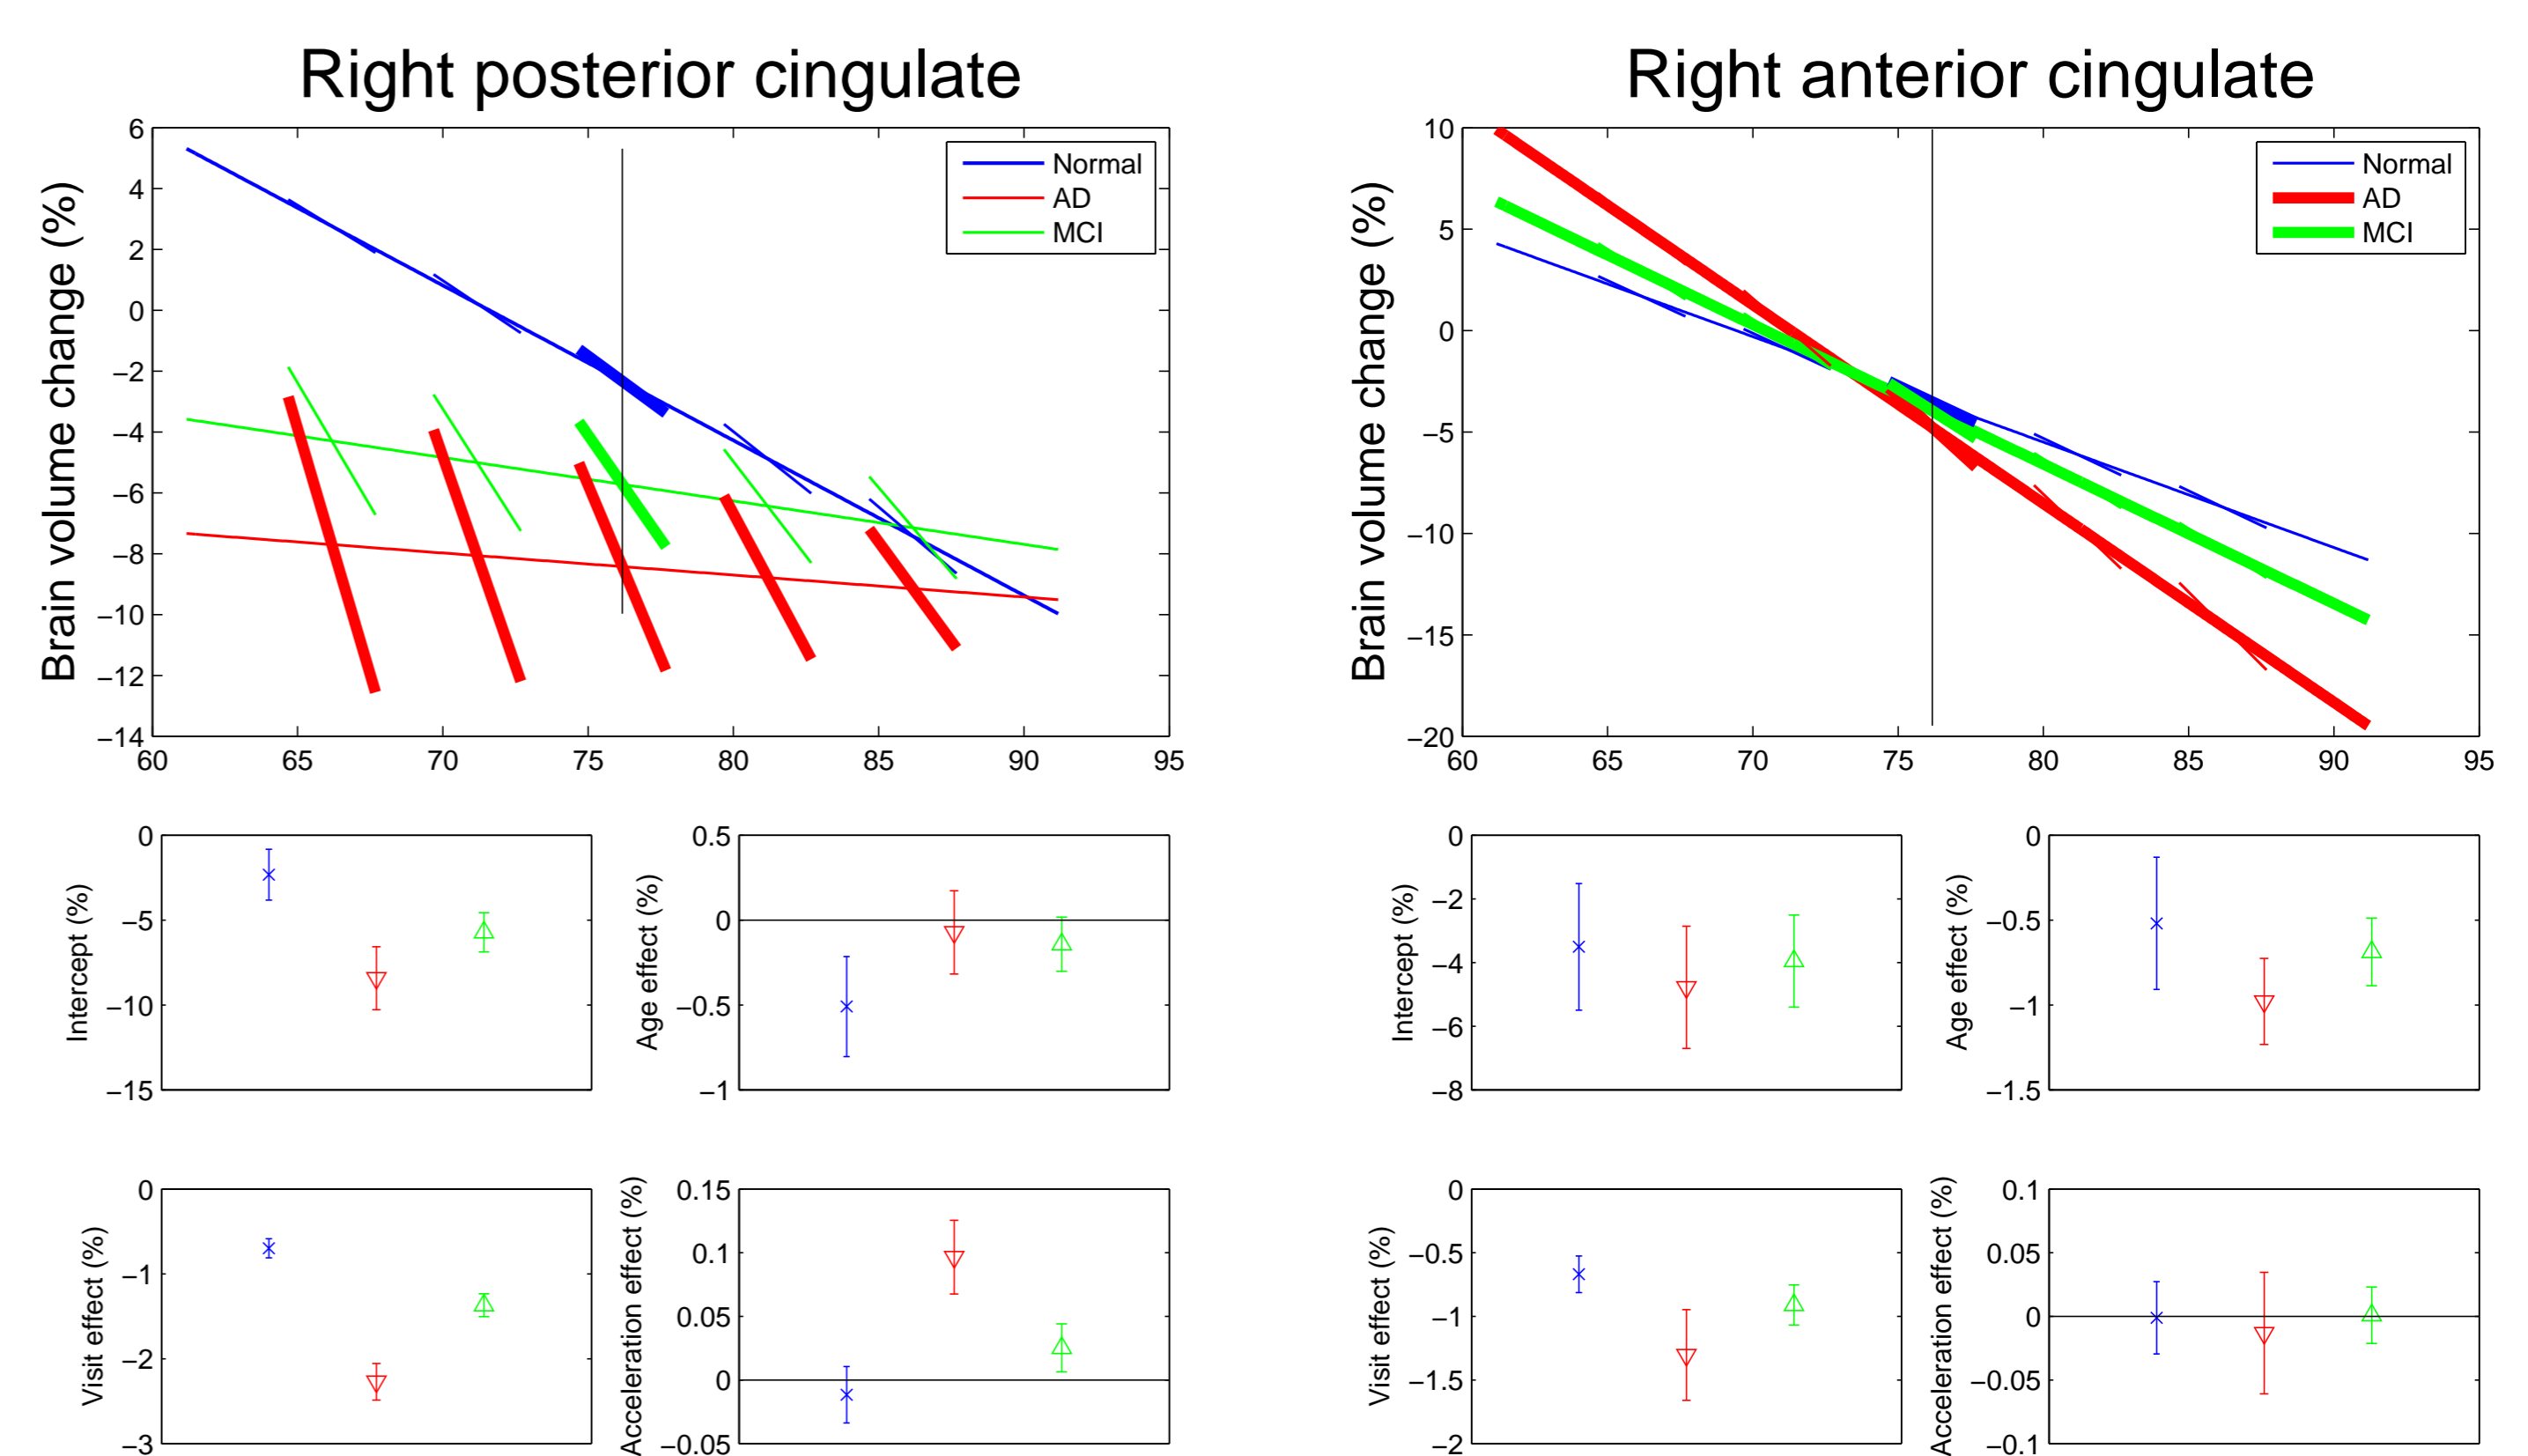 Right posterior cingulate
Right anterior cingulate
Brain volume change (%)
6
4
2
0
−2
−4
−6
−8
−10
−12
−14
60 65 70 75 80 85 90 95
Normal
AD
MCI
Brain volume change (%)
10
5
0
−5
−10
−15
−20
60 65 70 75 80 85 90 95
Normal
AD
MCI
Intercept (%)
0
−5
−10
−15
Age effect (%)
0.5
0
−0.5
−1
Intercept (%)
0
−2
−4
−6
−8
Age effect (%)
0
−0.5
−1
−1.5
Visit effect (%)
0
−1
−2
−3
Acceleration effect (%)
0.15
0.1
0.05
0
−0.05
Visit effect (%)
0
−0.5
−1
−1.5
−2
Acceleration effect (%)
0.1
0.05
0
−0.05
−0.1